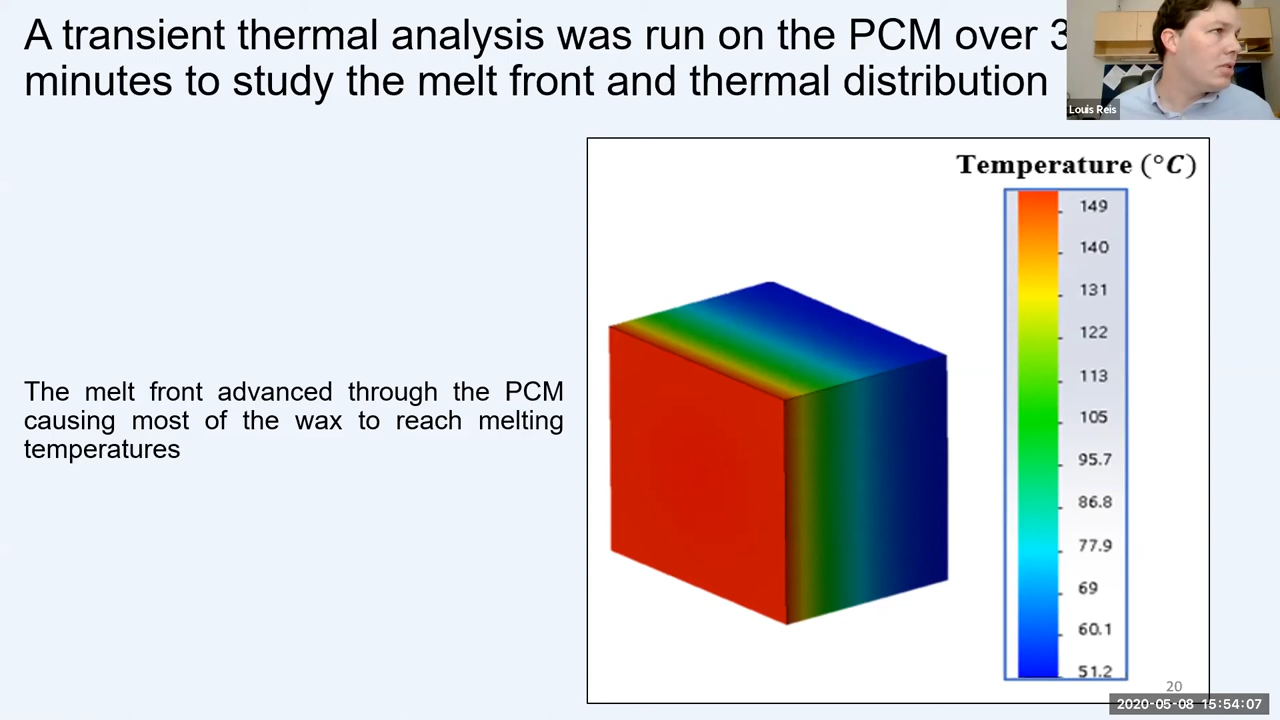 A transient thermal analysis was run on the PCM over 3
minutes to study the melt front and thermal distribution
Louis Reis
Temperature (°C)
149
140
131
122
113
105
95.7
86.8
77.9
69
60.1
51.2
The melt front advanced through the PCM
causing most of the wax to reach melting
temperatures
20
2020-05-08 15:54:07